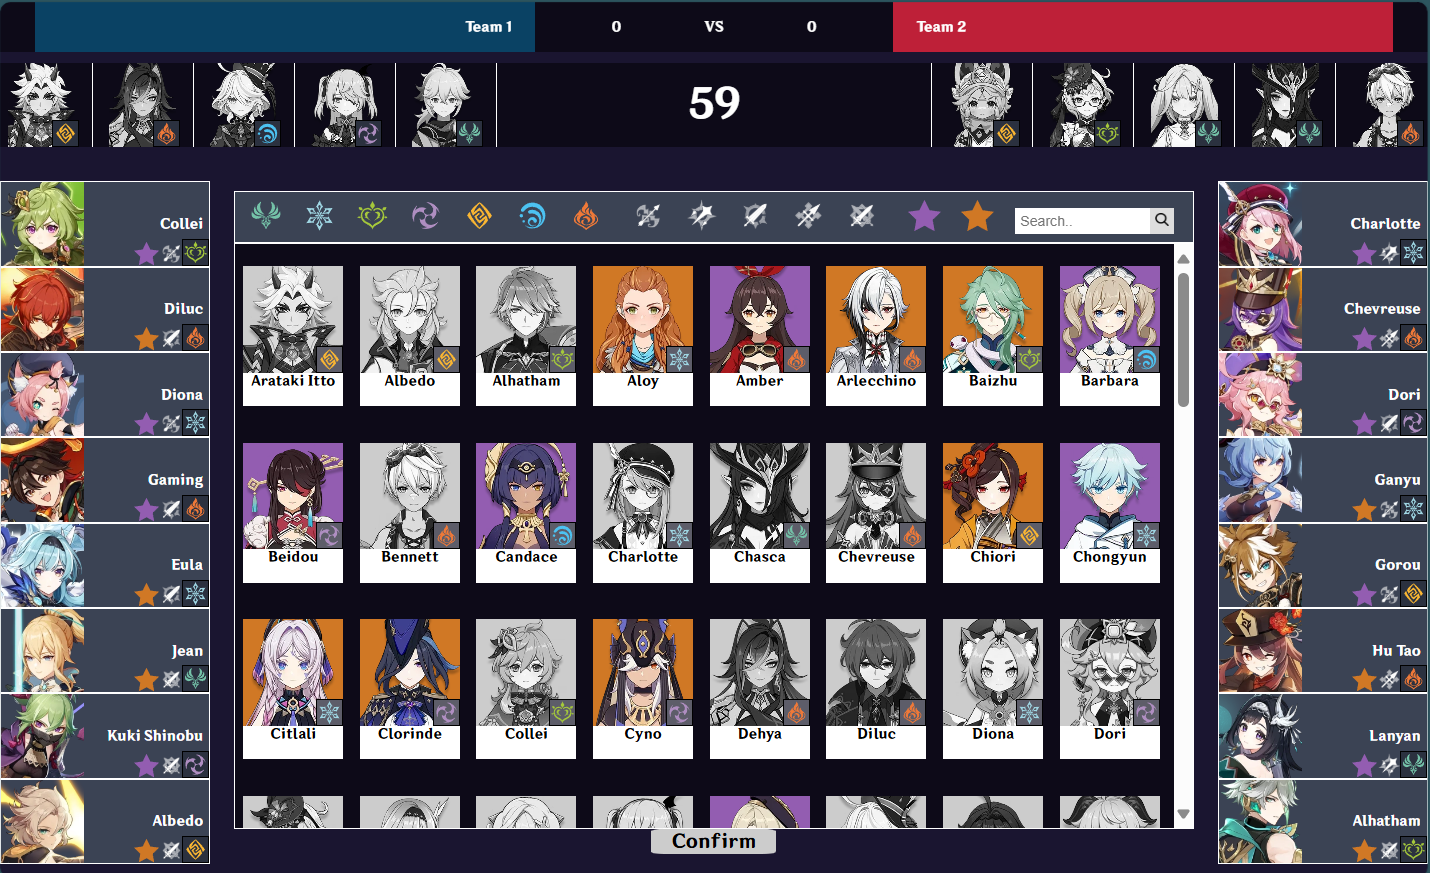 Team 1
0
VS
0
Team 2
59
Collei
Diluc
Diona
Gaming
Eula
Jean
Kuki Shinobu
Albedo
Search..
Arataki Itto
Albedo
Alhatham
Aloy
Amber
Arlecchino
Baizhu
Barbara
Beidou
Bennett
Candace
Charlotte
Chasca
Chevreuse
Chiori
Chongyun
Citlali
Clorinde
Collei
Cyno
Dehya
Diluc
Diona
Dori
Confirm
Charlotte
Chevreuse
Dori
Ganyu
Gorou
Hu Tao
Lanyan
Alhatham